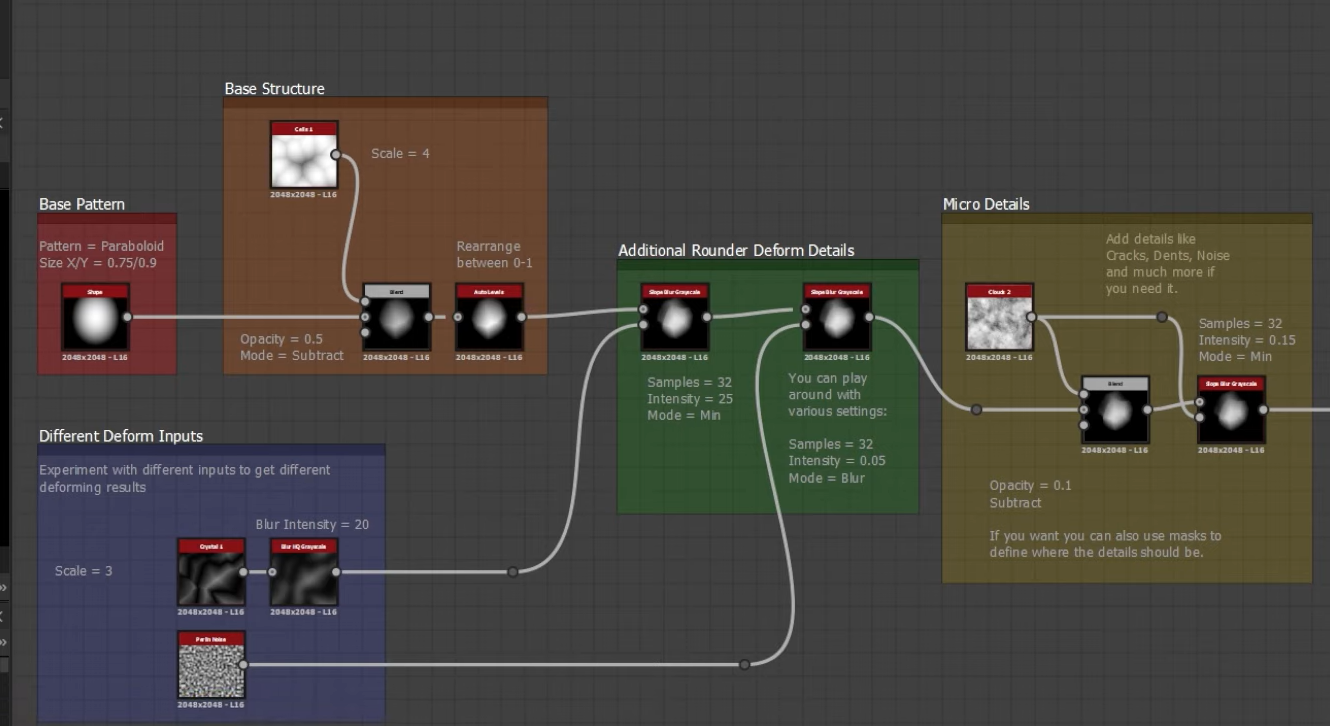 Base Structure
Cells 1
Scale = 4
2048x2048 - L16
Base Pattern
Pattern = Paraboloid
Size X/Y = 0.75/0.9
Shape
2048x2048 - L16
Rearrange
between 0-1
Blend
Auto Levels
Opacity = 0.5
Mode = Subtract
2048x2048 - L16
2048x2048 - L16
Additional Rounder Deform Details
Slope Blur Grayscale
Slope Blur Grayscale
2048x2048 - L16
2048x2048 - L16
Samples = 32
Intensity = 25
Mode = Min
You can play
around with
various settings:
Samples = 32
Intensity = 0.05
Mode = Blur
Micro Details
Add details like
Cracks, Dents, Noise
and much more if
you need it.
Clouds 2
2048x2048 - L16
Samples = 32
Intensity = 0.15
Mode = Min
Blend
Slope Blur Grayscale
2048x2048 - L16
2048x2048 - L16
Opacity = 0.1
Subtract
If you want you can also use masks to
define where the details should be.
Different Deform Inputs
Experiment with different inputs to get different
deforming results
Blur Intensity = 20
Scale = 3
Crystal 1
Blur HQ Grayscale
2048x2048 - L16
2048x2048 - L16
Perlin Noise
2048x2048 - L16